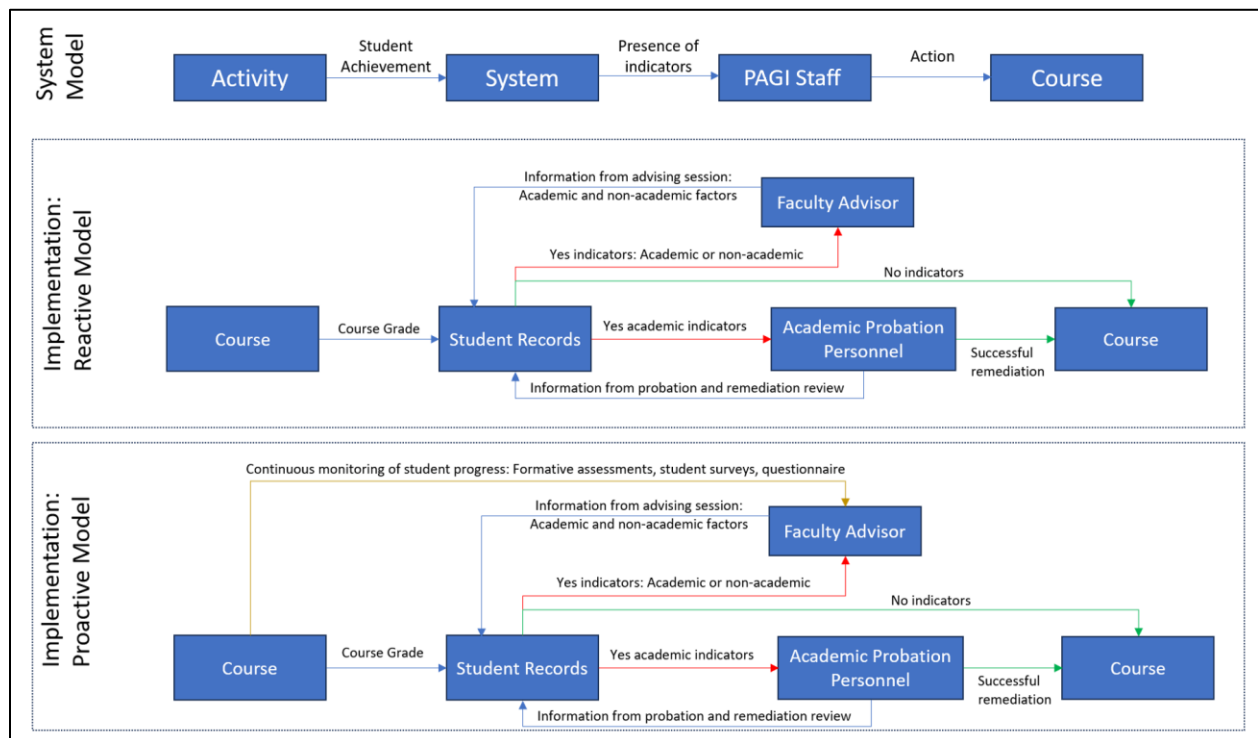 System
Model
Activity
Student
Achievement
System
Presence of
indicators
PAGI Staff
Action
Course
Implementation:
Reactive Model
Information from advising session:
Academic and non-academic factors
Faculty Advisor
Yes indicators: Academic or non-academic
No indicators
Course
Course Grade
Student Records
Yes academic indicators
Academic Probation
Personnel
Successful
remediation
Course
Information from probation and remediation review
Implementation:
Proactive Model
Continuous monitoring of student progress: Formative assessments, student surveys, questionnaire
Information from advising session:
Academic and non-academic factors
Faculty Advisor
Yes indicators: Academic or non-academic
No indicators
Course
Course Grade
Student Records
Yes academic indicators
Academic Probation
Personnel
Successful
remediation
Course
Information from probation and remediation review